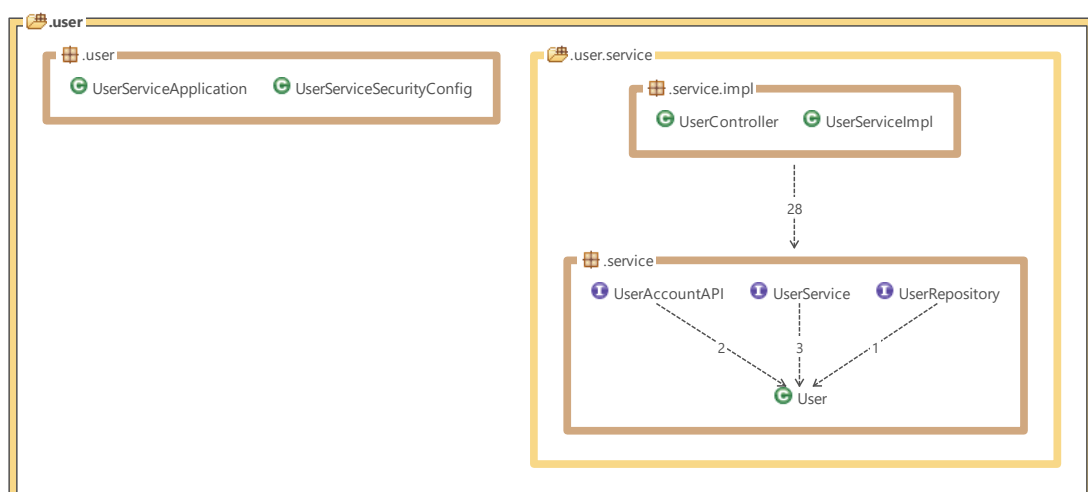 .user
.user
UserServiceApplication
UserServiceSecurityConfig
.user.service
.service.impl
UserController
UserServiceImpl
28
.service
UserAccountAPI
UserService
UserRepository
2
3
1
User